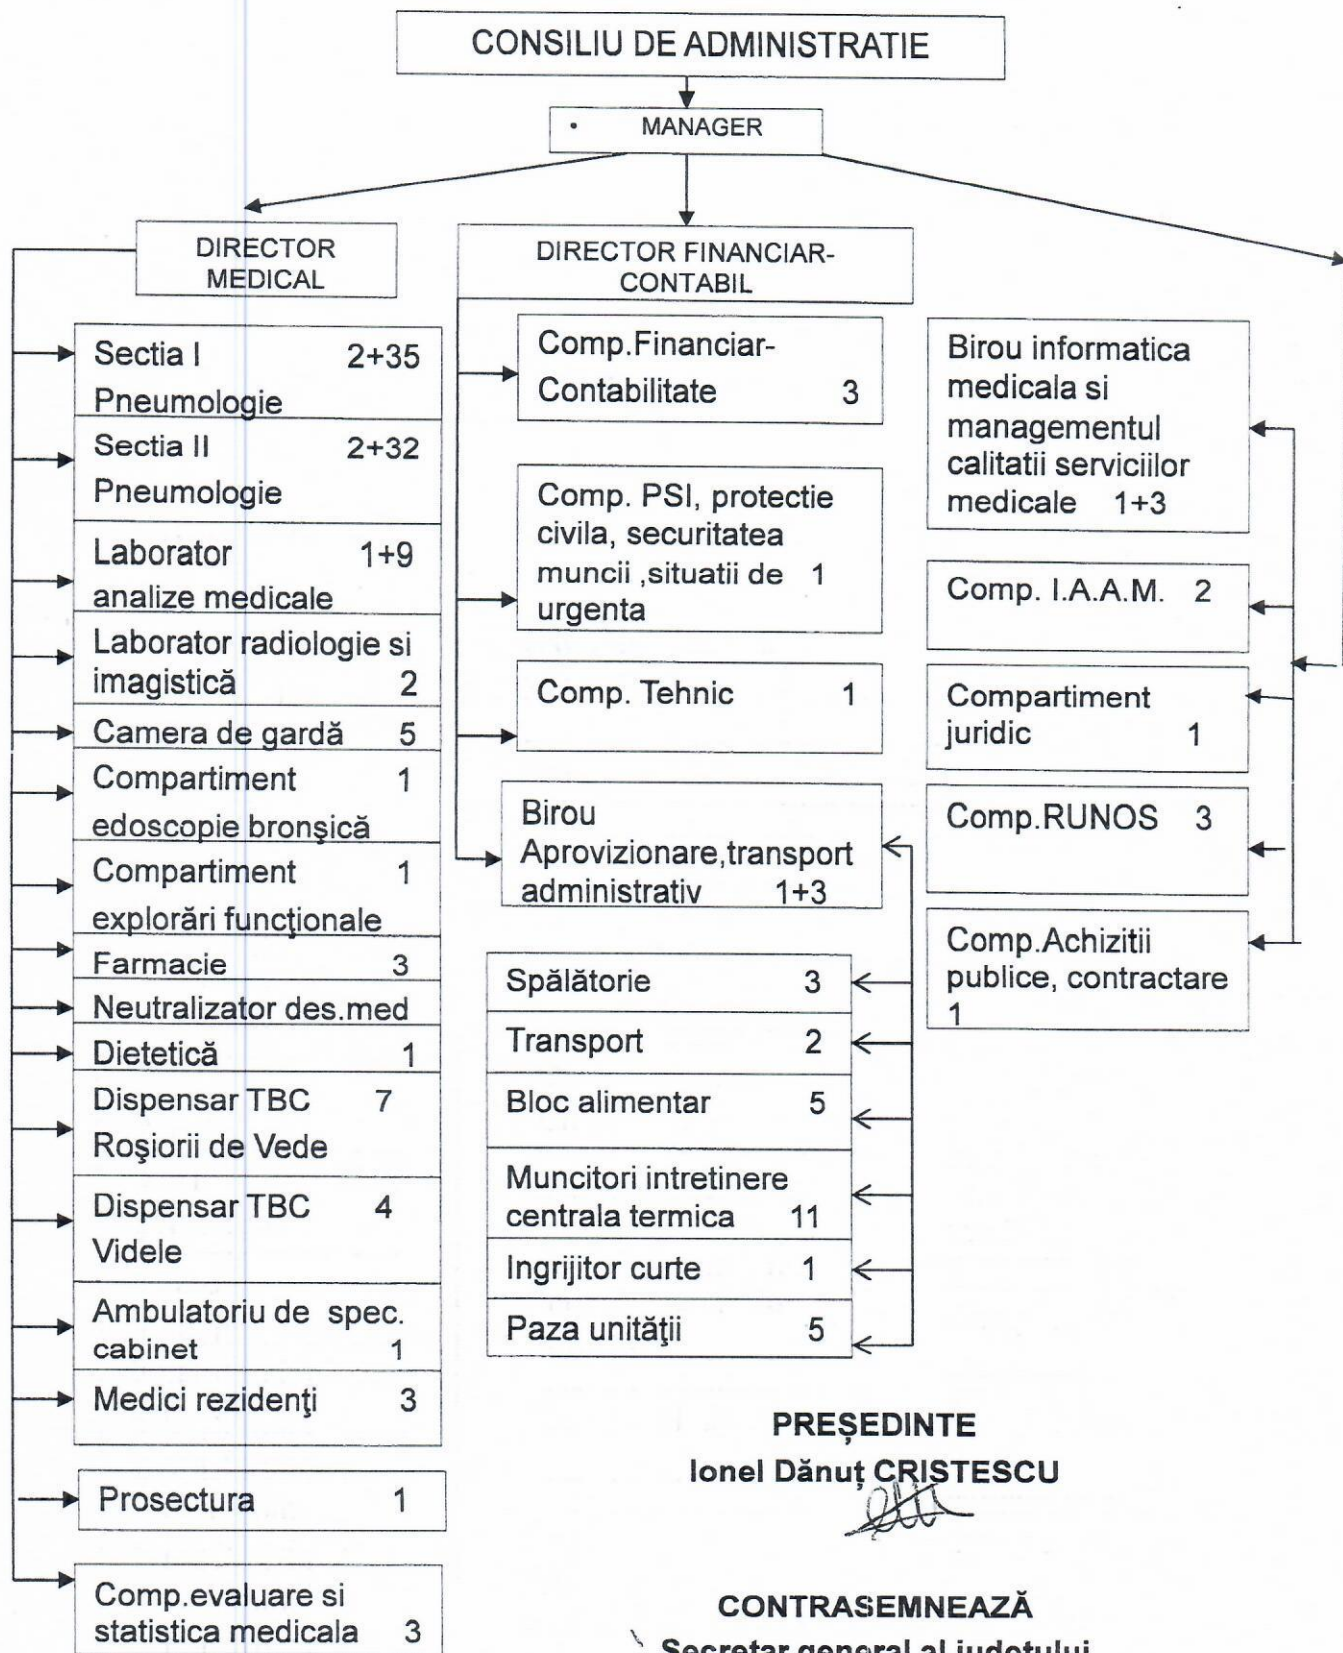 CONSILIU DE ADMINISTRATIE
• MANAGER
DIRECTOR
MEDICAL
DIRECTOR FINANCIAR-
CONTABIL
Sectia I 2+35
Pneumologie
Sectia II 2+32
Pneumologie
Laborator 1+9
analize medicale
Laborator radiologie si
imagistică 2
Camera de gardă 5
Compartiment 1
edoscopie bronşică
Compartiment 1
explorări funcţionale
Farmacie 3
Neutralizator des.med
Dietetică 1
Dispensar TBC 7
Roşiorii de Vede
Dispensar TBC 4
Videle
Ambulatoriu de spec.
cabinet 1
Medici rezidenţi 3
Prosectura 1
Comp.evaluare si
statistica medicala 3
Comp.Financiar-
Contabilitate 3
Comp. PSI, protectie
civila, securitatea
muncii ,situatii de 1
urgenta
Comp. Tehnic 1
Birou
Aprovizionare,transport
administrativ 1+3
Spălătorie 3
Transport 2
Bloc alimentar 5
Muncitori intretinere
centrala termica 11
Ingrijitor curte 1
Paza unităţii 5
Birou informatica
medicala si
managementul
calitatii serviciilor
medicale 1+3
Comp. I.A.A.M. 2
Compartiment
juridic 1
Comp.RUNOS 3
Comp.Achizitii
publice, contractare
1
PREȘEDINTE
Ionel Dănuț CRISTESCU
CONTRASEMNEAZĂ
Secretar general al județului